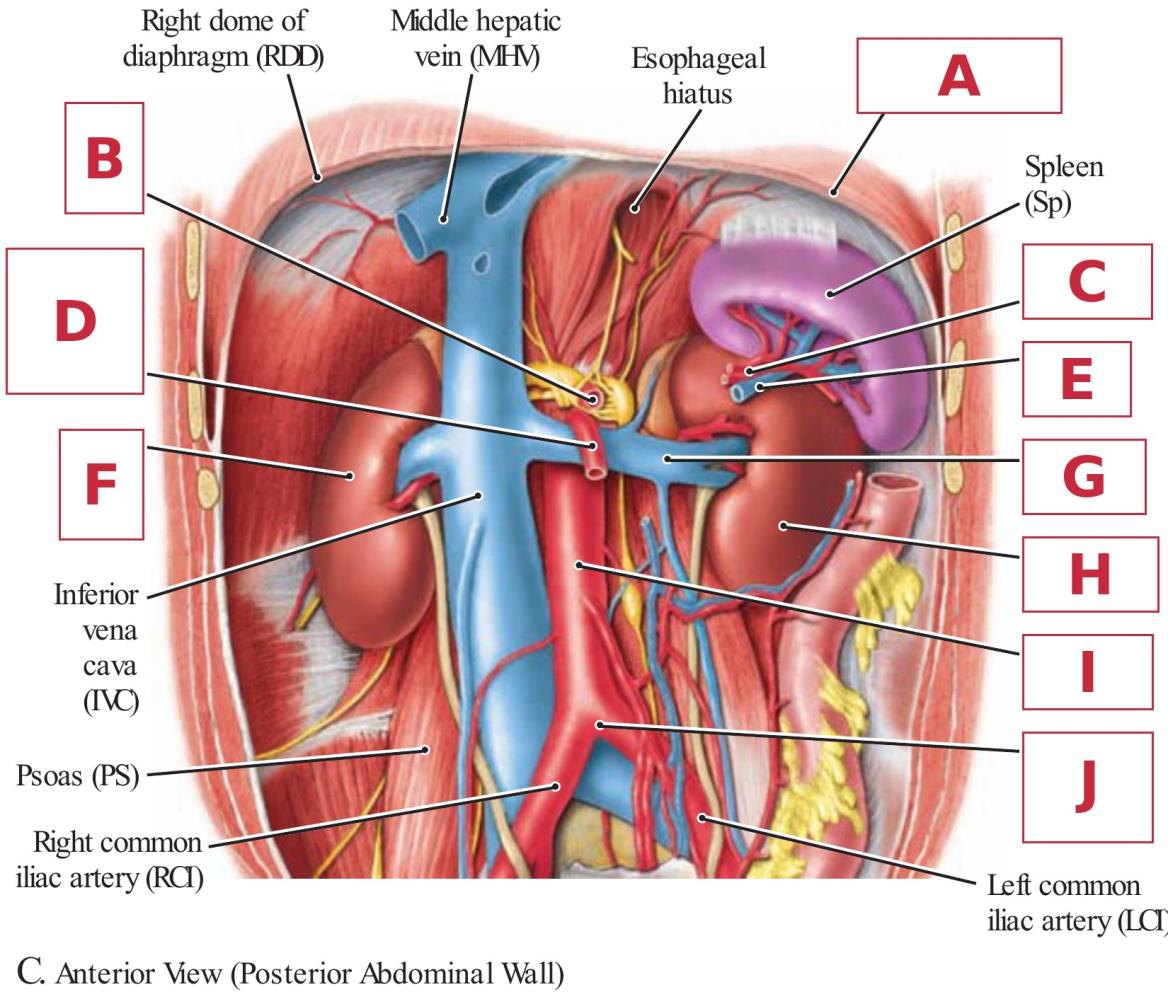 Right dome of
diaphragm (RDD)
Middle hepatic
vein (MHV)
Esophageal
hiatus
A
B
Spleen
(Sp)
C
D
E
F
G
H
Inferior
vena
cava
(IVC)
I
Psoas (PS)
J
Right common
iliac artery (RCI)
Left common
iliac artery (LCI)
C. Anterior View (Posterior Abdominal Wall)